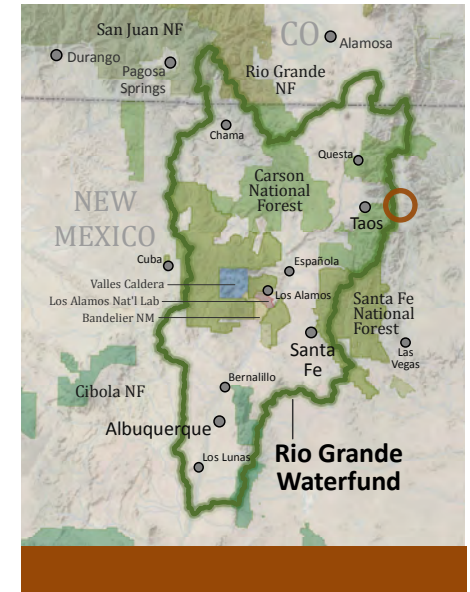 San Juan NF
CO
Alamosa
Durango
Pagosa
Springs
Rio Grande
NF
Chama
Questa
Carson
National
Forest
NEW
MEXICO
Taos
Cuba
Española
Valles Caldera
Los Alamos Nat'l Lab
Los Alamos
Bandelier NM
Santa Fe
National
Forest
Santa
Fe
Las
Vegas
Bernalillo
Cibola NF
Albuquerque
Los Lunas
Rio Grande
Waterfund